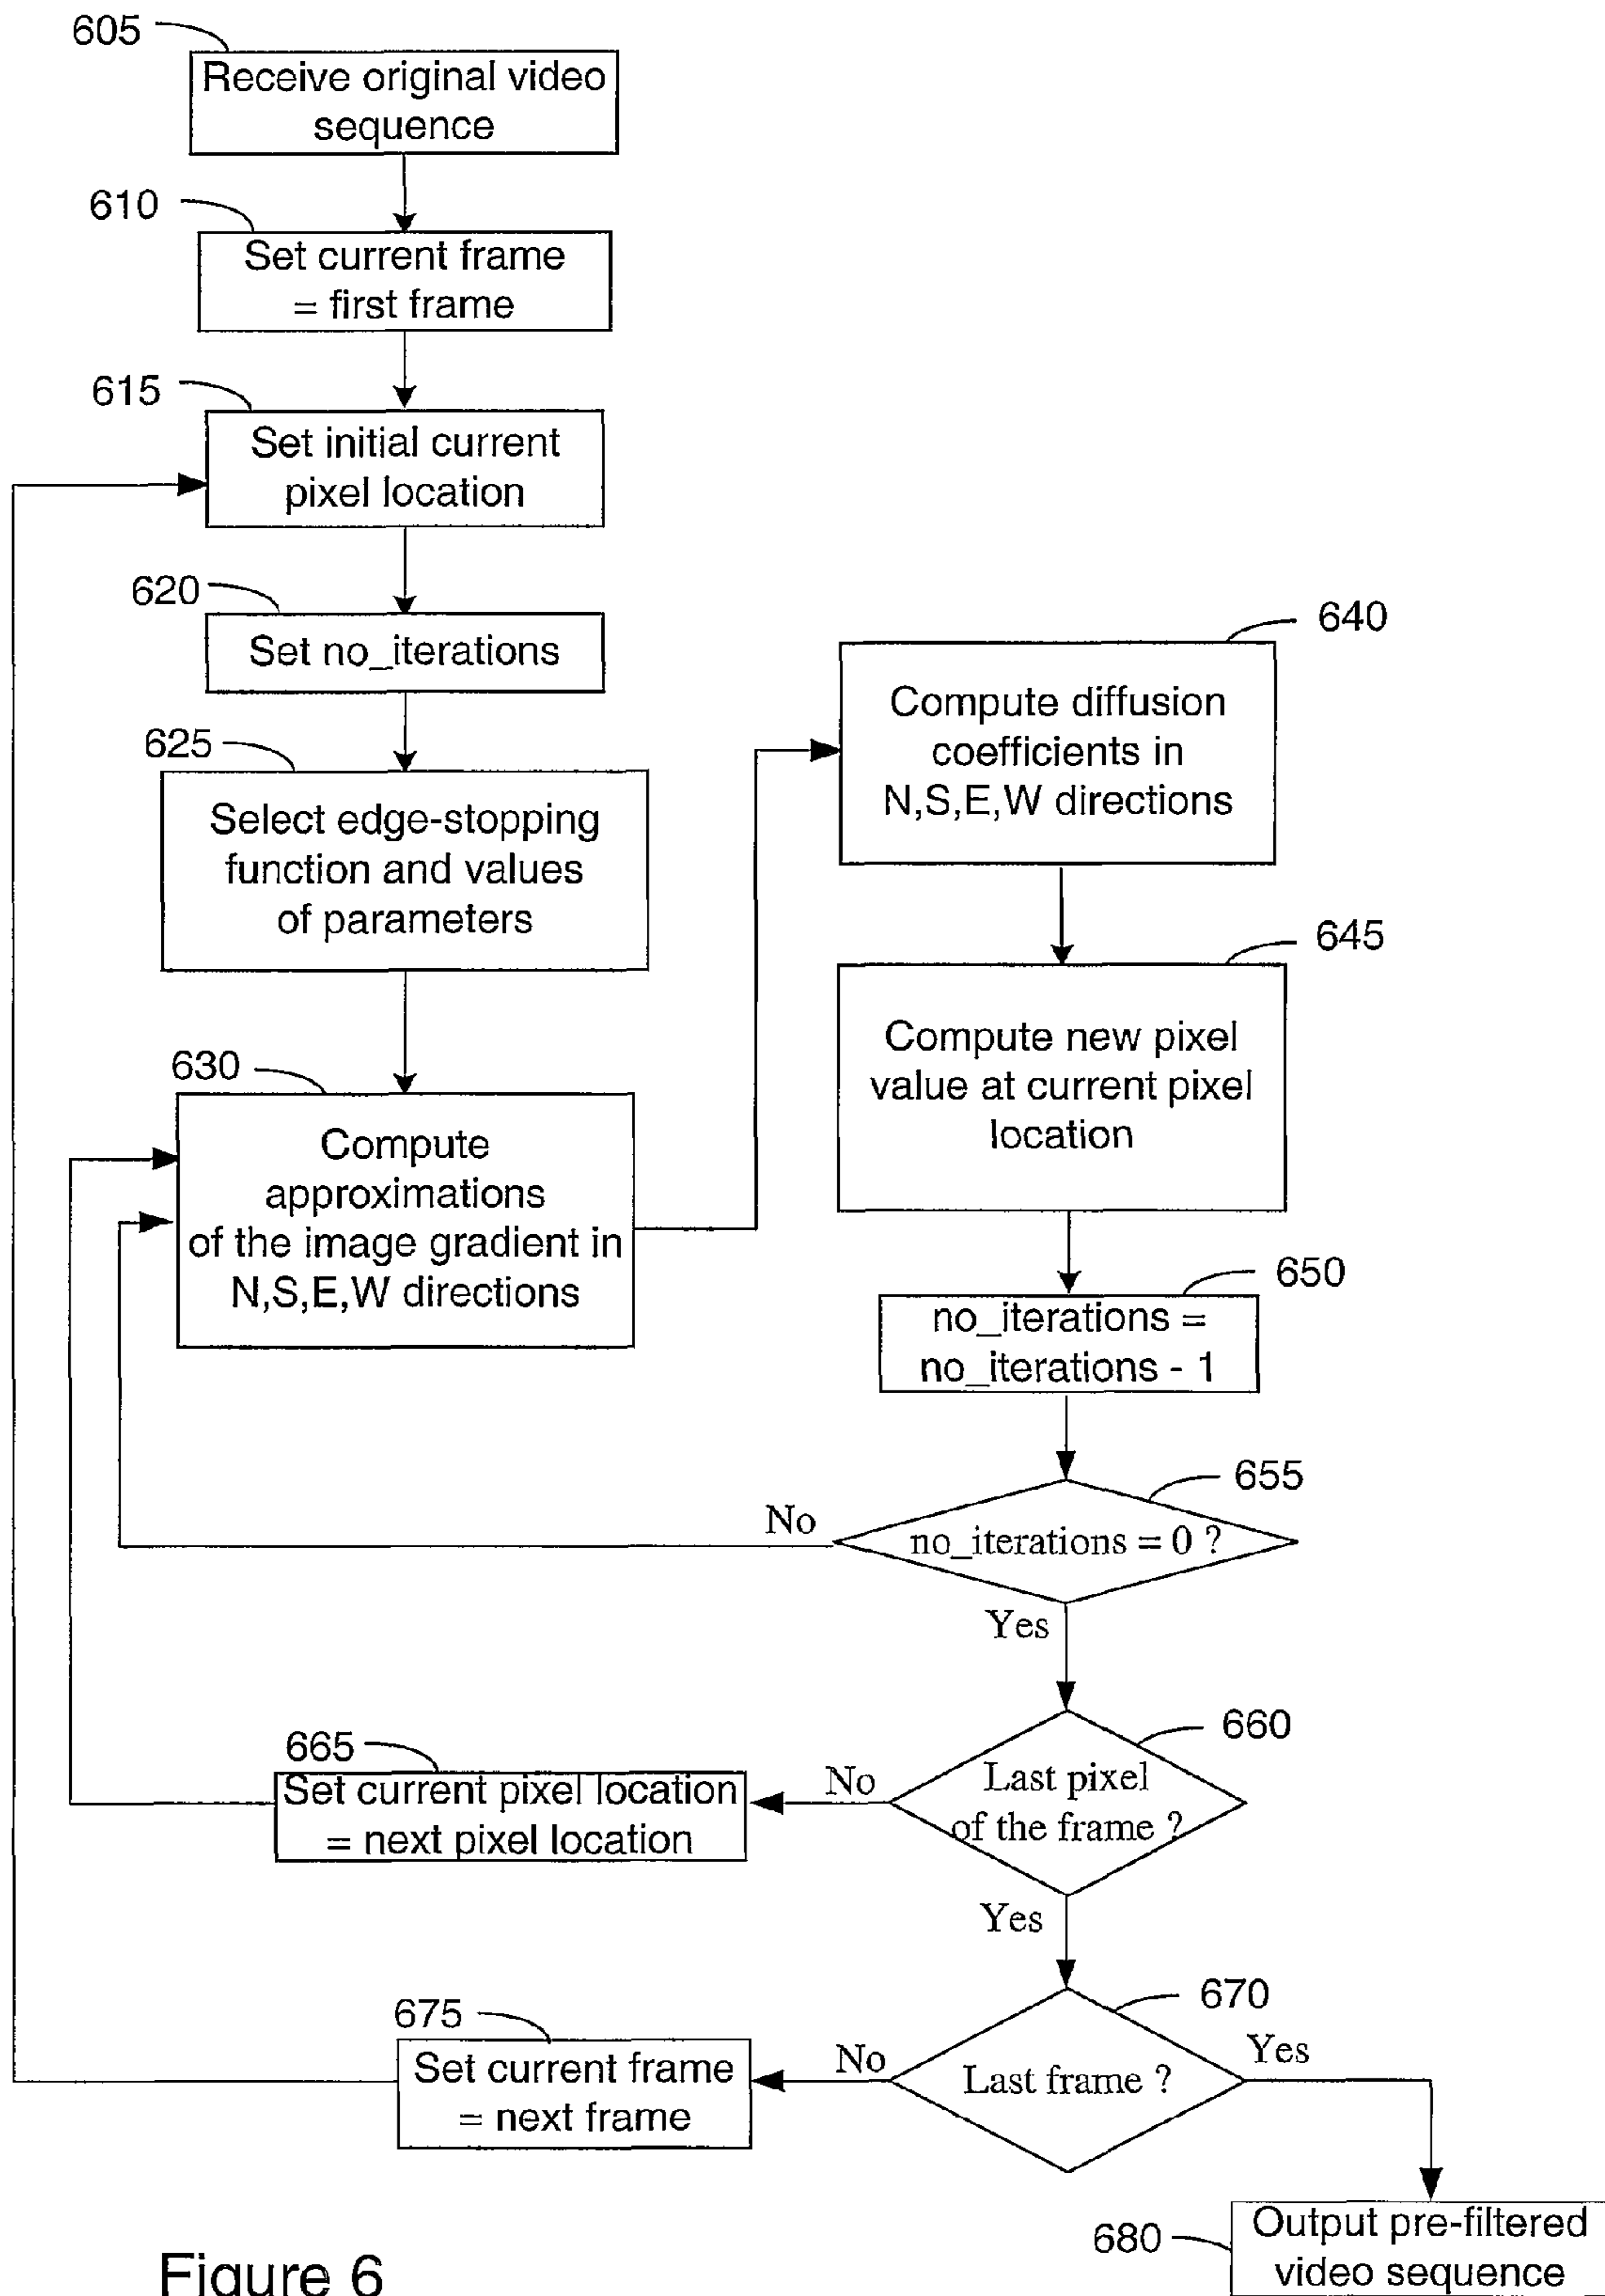 605
Receive original video
sequence
610
Set current frame
= first frame
615
Set initial current
pixel location
620
Set no_iterations
625
Select edge-stopping
function and values
of parameters
630
Compute
approximations
of the image gradient in
N,S,E,W directions
640
Compute diffusion
coefficients in
N,S,E,W directions
645
Compute new pixel
value at current pixel
location
650
no_iterations =
no_iterations - 1
655
no_iterations = 0 ?
No
Yes
660
Last pixel
of the frame ?
No
665
Set current pixel location
= next pixel location
Yes
670
Last frame ?
No
Yes
675
Set current frame
= next frame
680
Output pre-filtered
video sequence
Figure 6